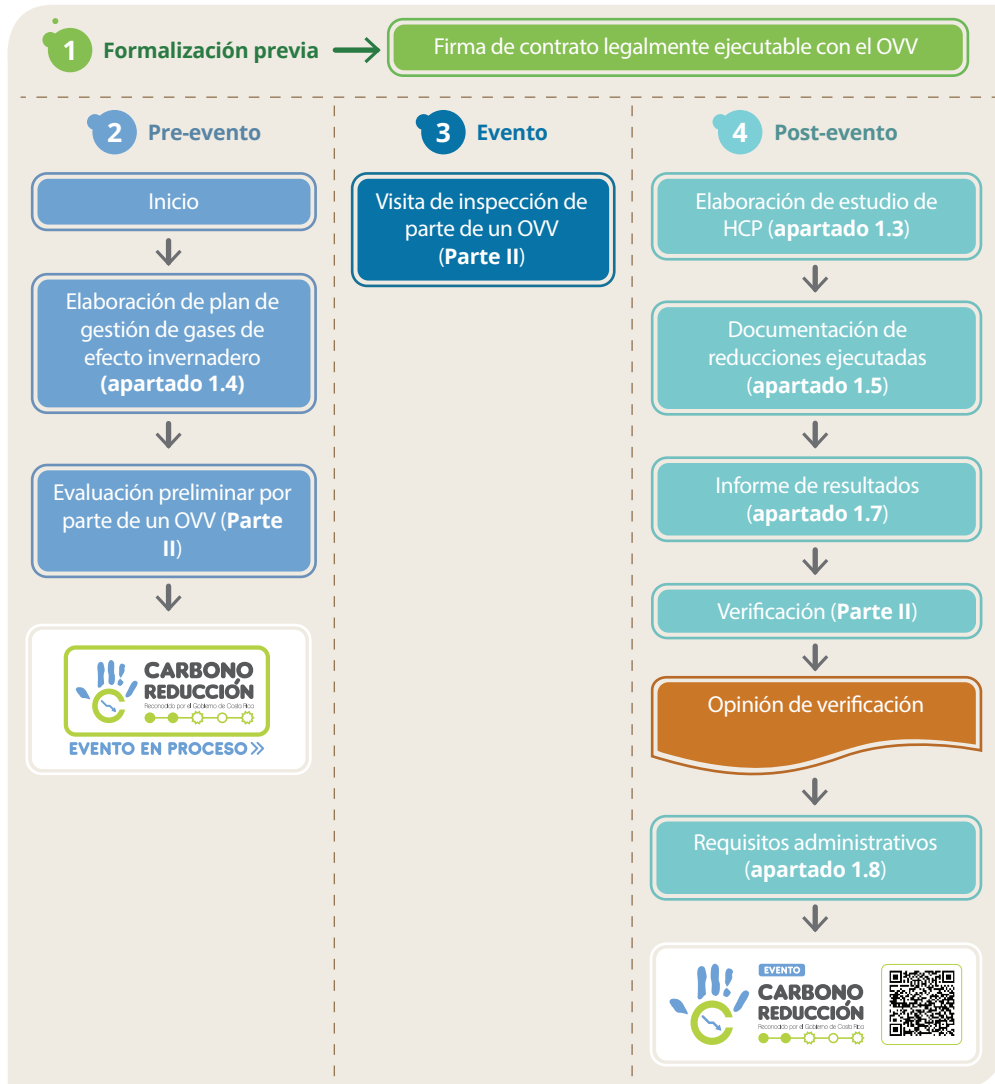 1 Formalización previa
Firma de contrato legalmente ejecutable con el OVV
2 Pre-evento
Inicio
Elaboración de plan de
gestión de gases de
efecto invernadero
(apartado 1.4)
Evaluación preliminar por
parte de un OVV (Parte
II)
CARBONO
REDUCCIÓN
Reconocido por el Gobierno de Costa Rica
EVENTO EN PROCESO »
3 Evento
Visita de inspección de
parte de un OVV
(Parte II)
4 Post-evento
Elaboración de estudio de
HCP (apartado 1.3)
Documentación de
reducciones ejecutadas
(apartado 1.5)
Informe de resultados
(apartado 1.7)
Verificación (Parte II)
Opinión de verificación
Requisitos administrativos
(apartado 1.8)
EVENTO
CARBONO
REDUCCIÓN
Reconocido por el Gobierno de Costa Rica